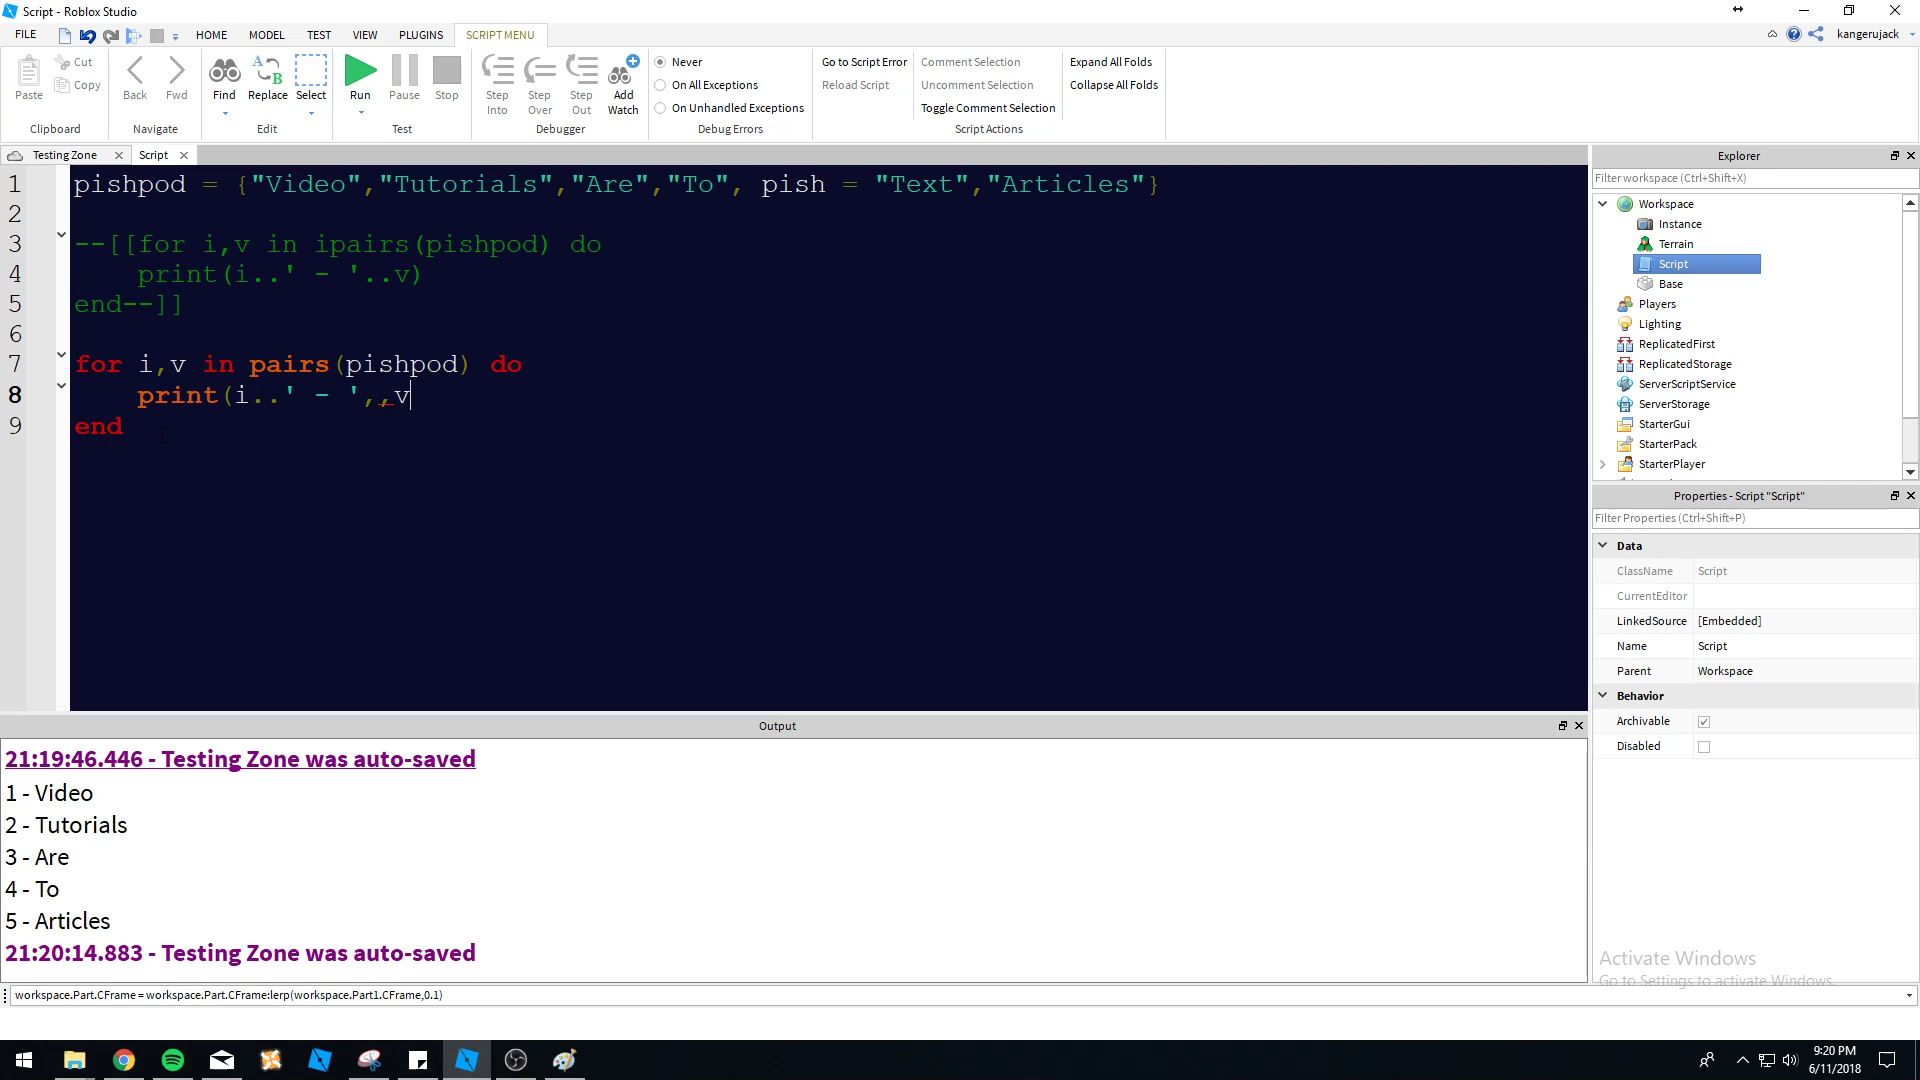 Script - Roblox Studio
FILE HOME MODEL TEST VIEW PLUGINS SCRIPT MENU kangerujack
Paste Cut Copy Clipboard
Back Fwd Navigate
Find Replace Select Edit
Run Pause Stop Test
Step Into Step Over Step Out Add Watch Debugger
Never
On All Exceptions
On Unhandled Exceptions
Debug Errors
Go to Script Error
Reload Script
Comment Selection
Uncomment Selection
Toggle Comment Selection
Expand All Folds
Collapse All Folds
Script Actions
Testing Zone Script
1 pishpod = {"Video","Tutorials","Are","To", pish = "Text","Articles"}
2
3 --[[for i,v in ipairs(pishpod) do
4 print(i..' - '..v)
5 end--]]
6
7 for i,v in pairs(pishpod) do
8 print(i..' - ',,v
9 end
Explorer
Filter workspace (Ctrl+Shift+X)
Workspace
Instance
Terrain
Script
Base
Players
Lighting
ReplicatedFirst
ReplicatedStorage
ServerScriptService
ServerStorage
StarterGui
StarterPack
StarterPlayer
Properties - Script "Script"
Filter Properties (Ctrl+Shift+P)
Data
ClassName Script
CurrentEditor
LinkedSource [Embedded]
Name Script
Parent Workspace
Behavior
Archivable
Disabled
Output
21:19:46.446 - Testing Zone was auto-saved
1 - Video
2 - Tutorials
3 - Are
4 - To
5 - Articles
21:20:14.883 - Testing Zone was auto-saved
Activate Windows
Go to Settings to activate Windows.
workspace.Part.CFrame = workspace.Part.CFrame:lerp(workspace.Part1.CFrame,0.1)
9:20 PM
6/11/2018